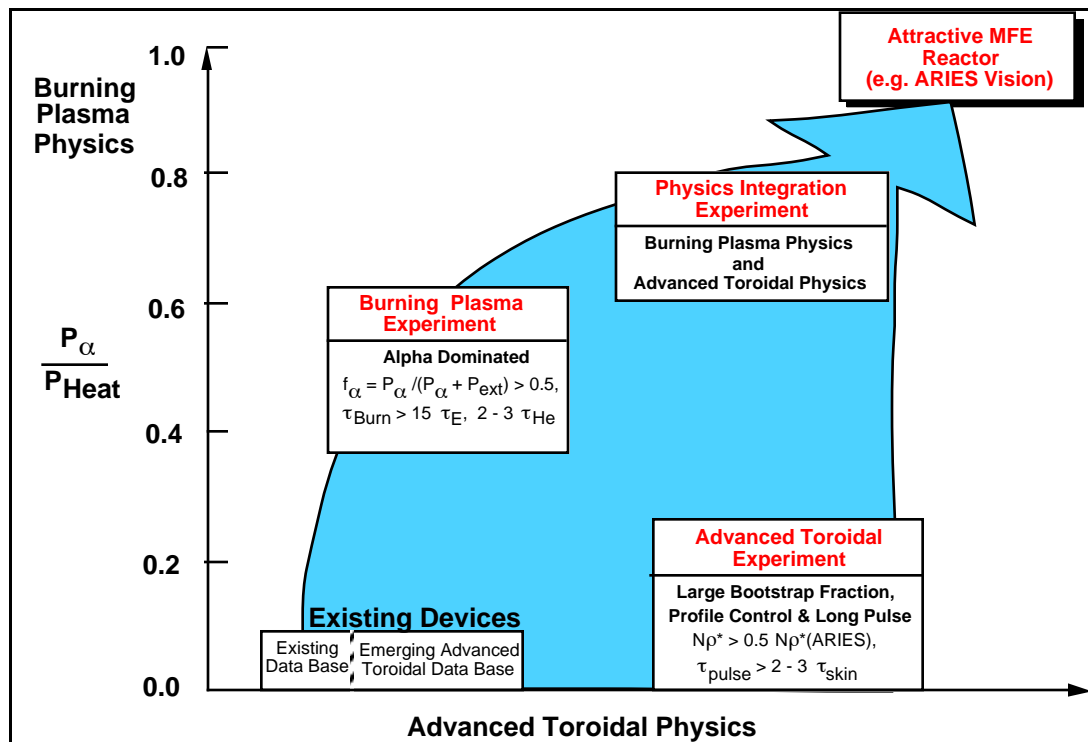 Attractive MFE
Reactor
(e.g. ARIES Vision)
1.0
Burning
Plasma
Physics
0.8
Physics Integration
Experiment
Burning Plasma Physics
and
Advanced Toroidal Physics
0.6
Burning Plasma
Experiment
Alpha Dominated
fα = Pα /(Pα + Pext) > 0.5,
τBurn > 15 τE, 2 - 3 τHe
Pα
PHeat
0.4
0.2
Advanced Toroidal
Experiment
Large Bootstrap Fraction,
Profile Control & Long Pulse
Nρ* > 0.5 Nρ*(ARIES),
τpulse > 2 - 3 τskin
Existing Devices
Existing
Data Base
Emerging Advanced
Toroidal Data Base
0.0
Advanced Toroidal Physics